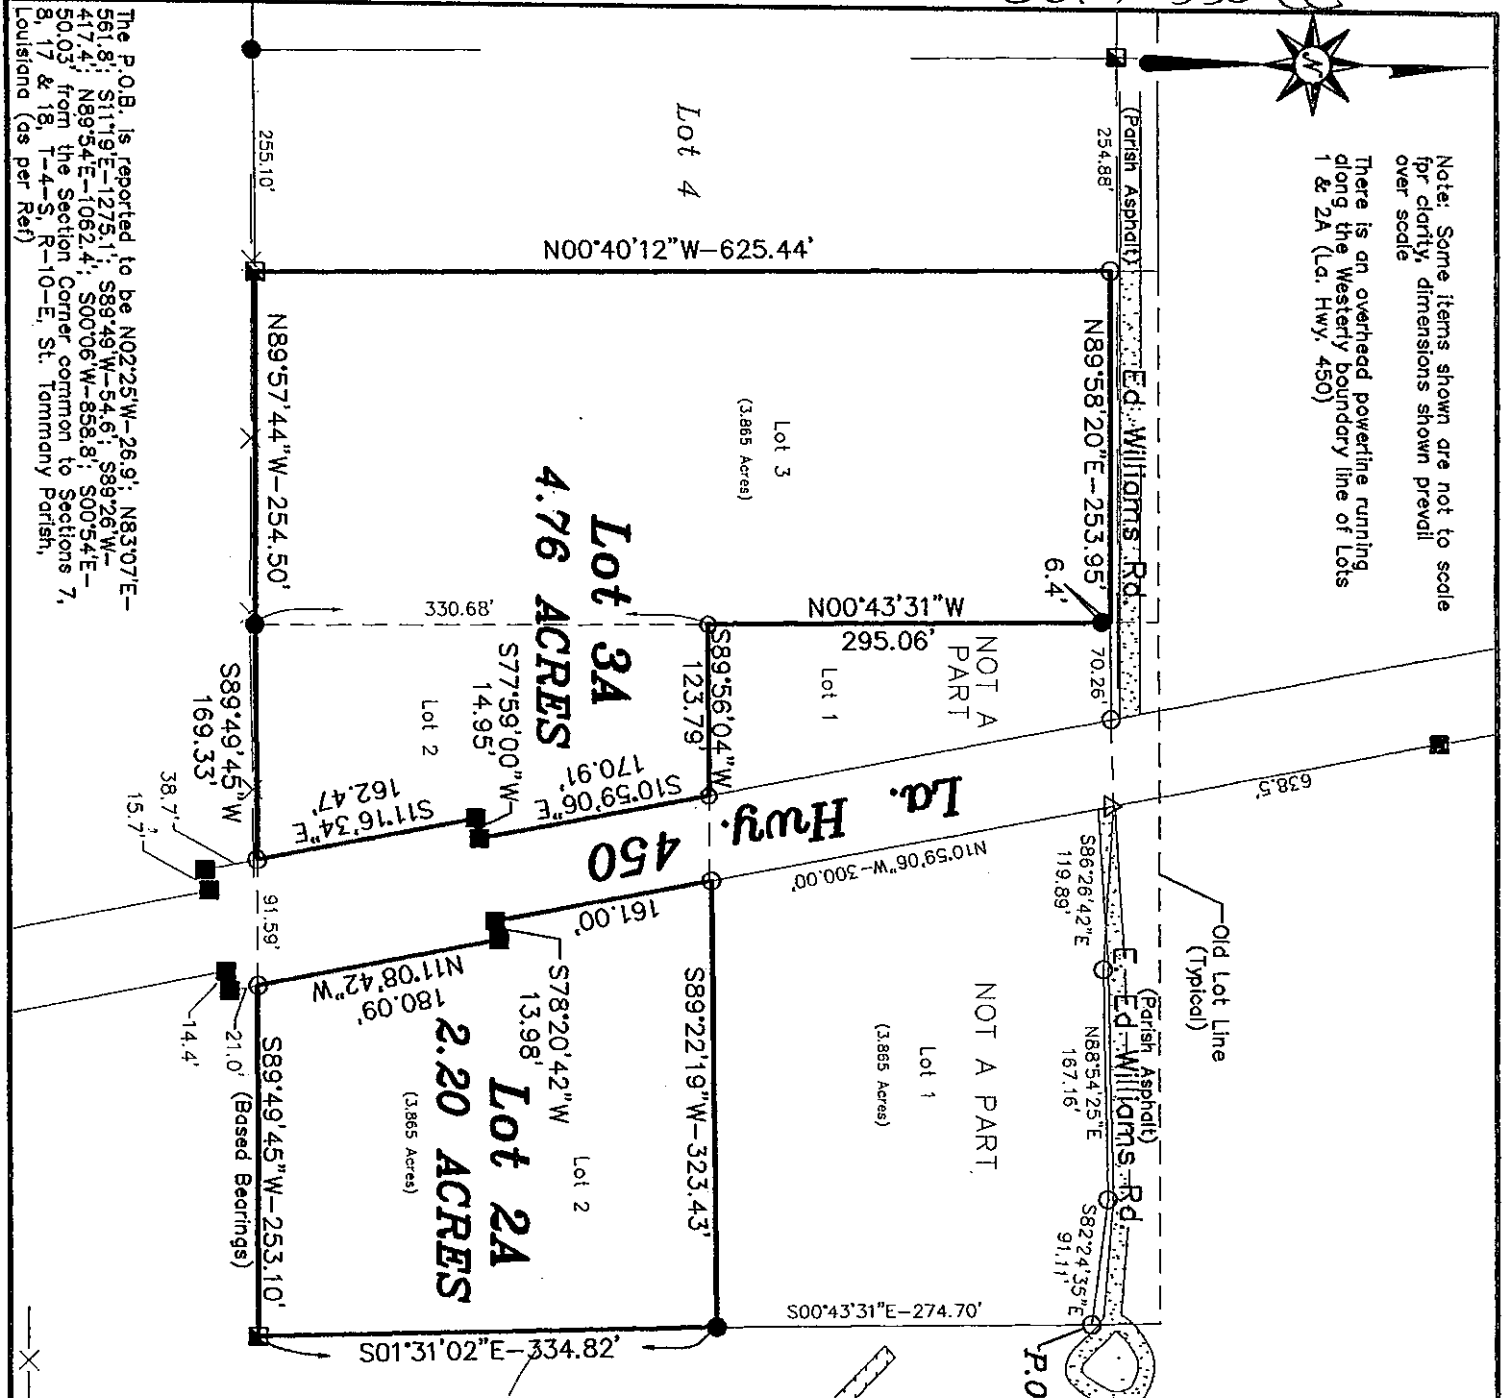 Note: Some items shown are not to scale
for clarity, dimensions shown prevail
over scale
There is an overhead powerline running
along the Westerly boundary line of Lots
1 & 2A (La. Hwy. 450)
N
(Parish Asphalt)
254.88'
Ed Williams Rd.
Old Lot Line
(Typical)
638.5'
(Parish Asphalt)
Ed Williams Rd.
N89°58'20"E-253.95'
6.4'
70.26'
S86°26'42"E
119.89'
N88°54'25"E
167.16'
S82°24'35"E
91.11'
P.O
Lot 4
N00°40'12"W-625.44'
Lot 3
(3.865 Acres)
N00°43'31"W
295.06'
NOT A
PART
Lot 1
La. Hwy.
450
N10°59'06"W-300.00'
NOT A PART
Lot 1
(3.865 Acres)
S00°43'31"E-274.70'
S89°56'04"W
123.79'
S89°22'19"W-323.43'
Lot 3A
4.76 ACRES
330.68'
S77°59'00"W
14.95'
Lot 2
S10°59'06"E
170.91'
S11°16'34"E
162.47'
161.00'
S78°20'42"W
13.98'
N11°08'42"W
180.09'
Lot 2
Lot 2A
2.20 ACRES
(3.865 Acres)
S01°31'02"E-334.82'
255.10'
N89°57'44"W-254.50'
S89°49'45"W
169.33'
38.7'
15.7'
91.59'
21.0'
14.4'
S89°49'45"W-253.10'
(Based Bearings)
The P.O.B. is reported to be N02°25'W-26.9'; N83°07'E-
561.8'; S11°19'E-1275.1'; S89°49'W-54.6'; S89°26'W-
417.4'; N89°54'E-1062.4'; S00°06'W-858.8'; S00°54'E-
50.03' from the Section Corner common to Sections 7,
8, 17 & 18, T-4-S, R-10-E, St. Tammany Parish,
Louisiana (as per Ref)